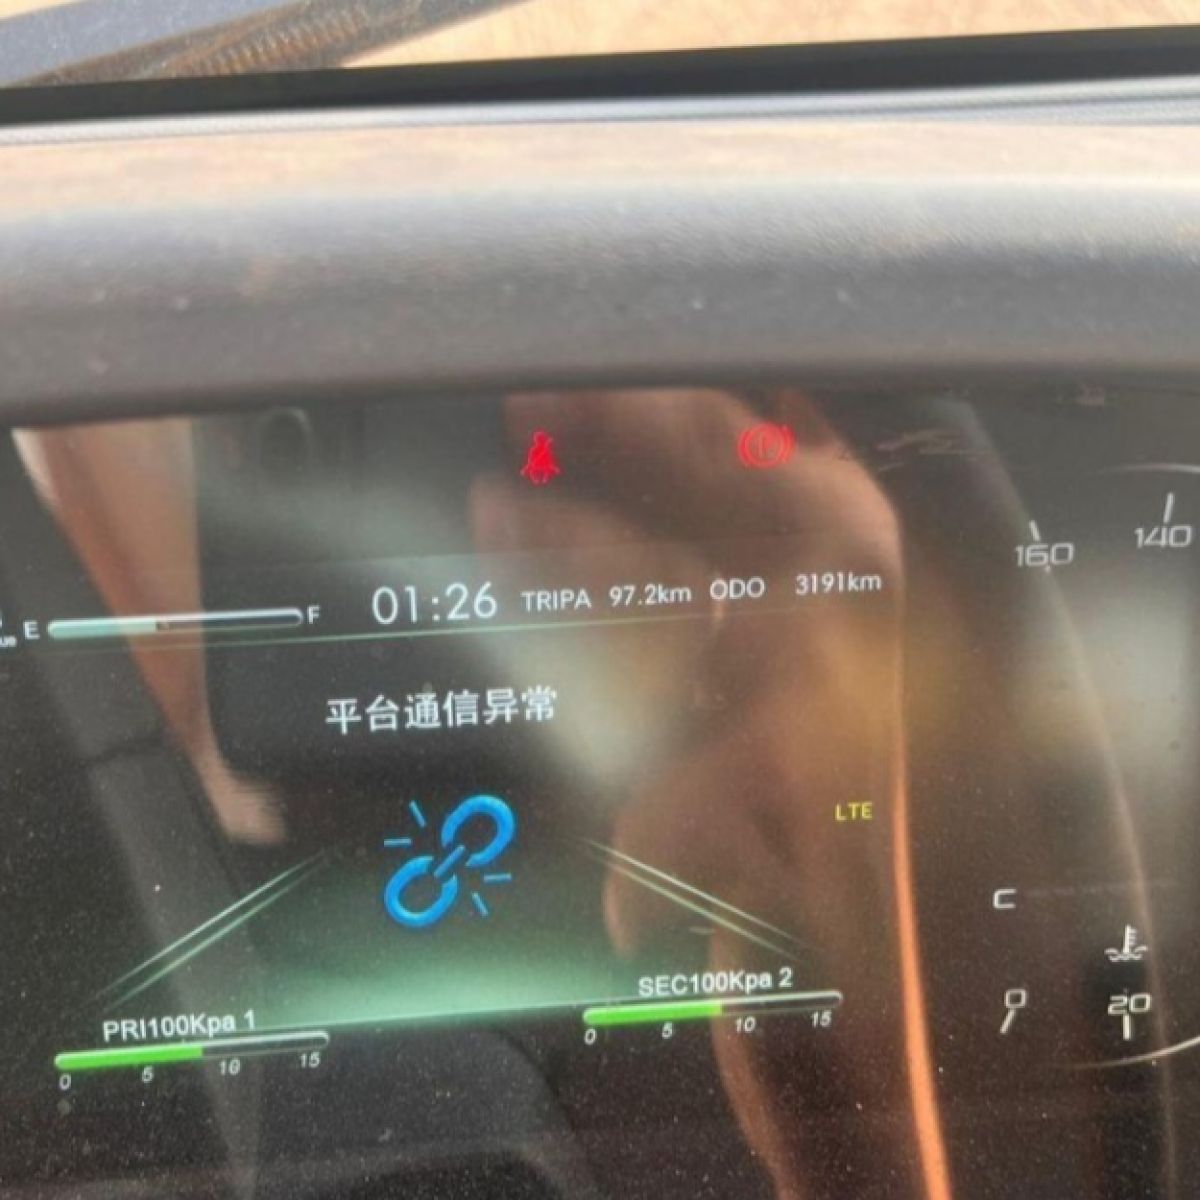 160 140
E F 01:26 TRIPA 97.2km ODO 3191km
平台通信异常
LTE
C
SEC100Kpa 2
0 5 10 15
PRI100Kpa 1
0 5 10 15
0 20